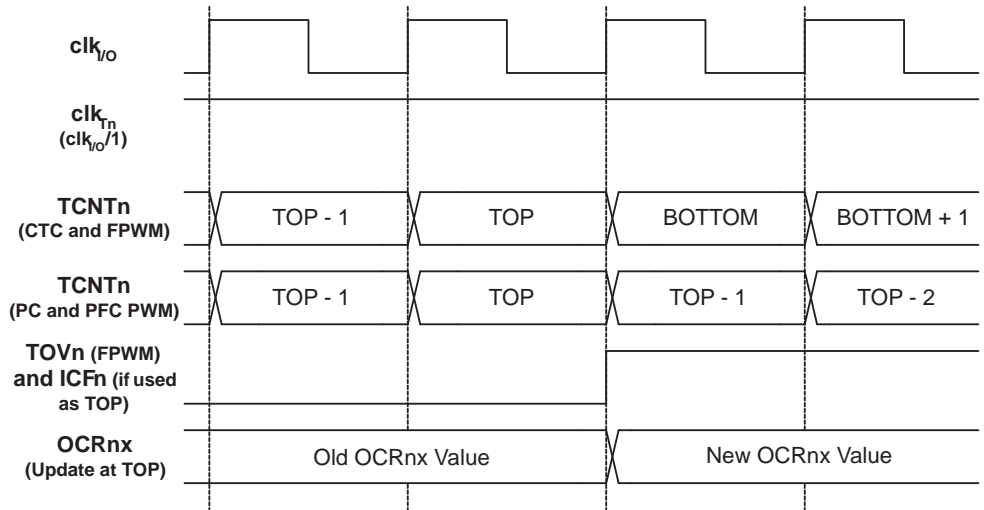 clkI/O
clkTn
(clkI/O/1)
TCNTn
(CTC and FPWM)
TOP - 1
TOP
BOTTOM
BOTTOM + 1
TCNTn
(PC and PFC PWM)
TOP - 1
TOP
TOP - 1
TOP - 2
TOVn (FPWM)
and ICFn (if used
as TOP)
OCRnx
(Update at TOP)
Old OCRnx Value
New OCRnx Value